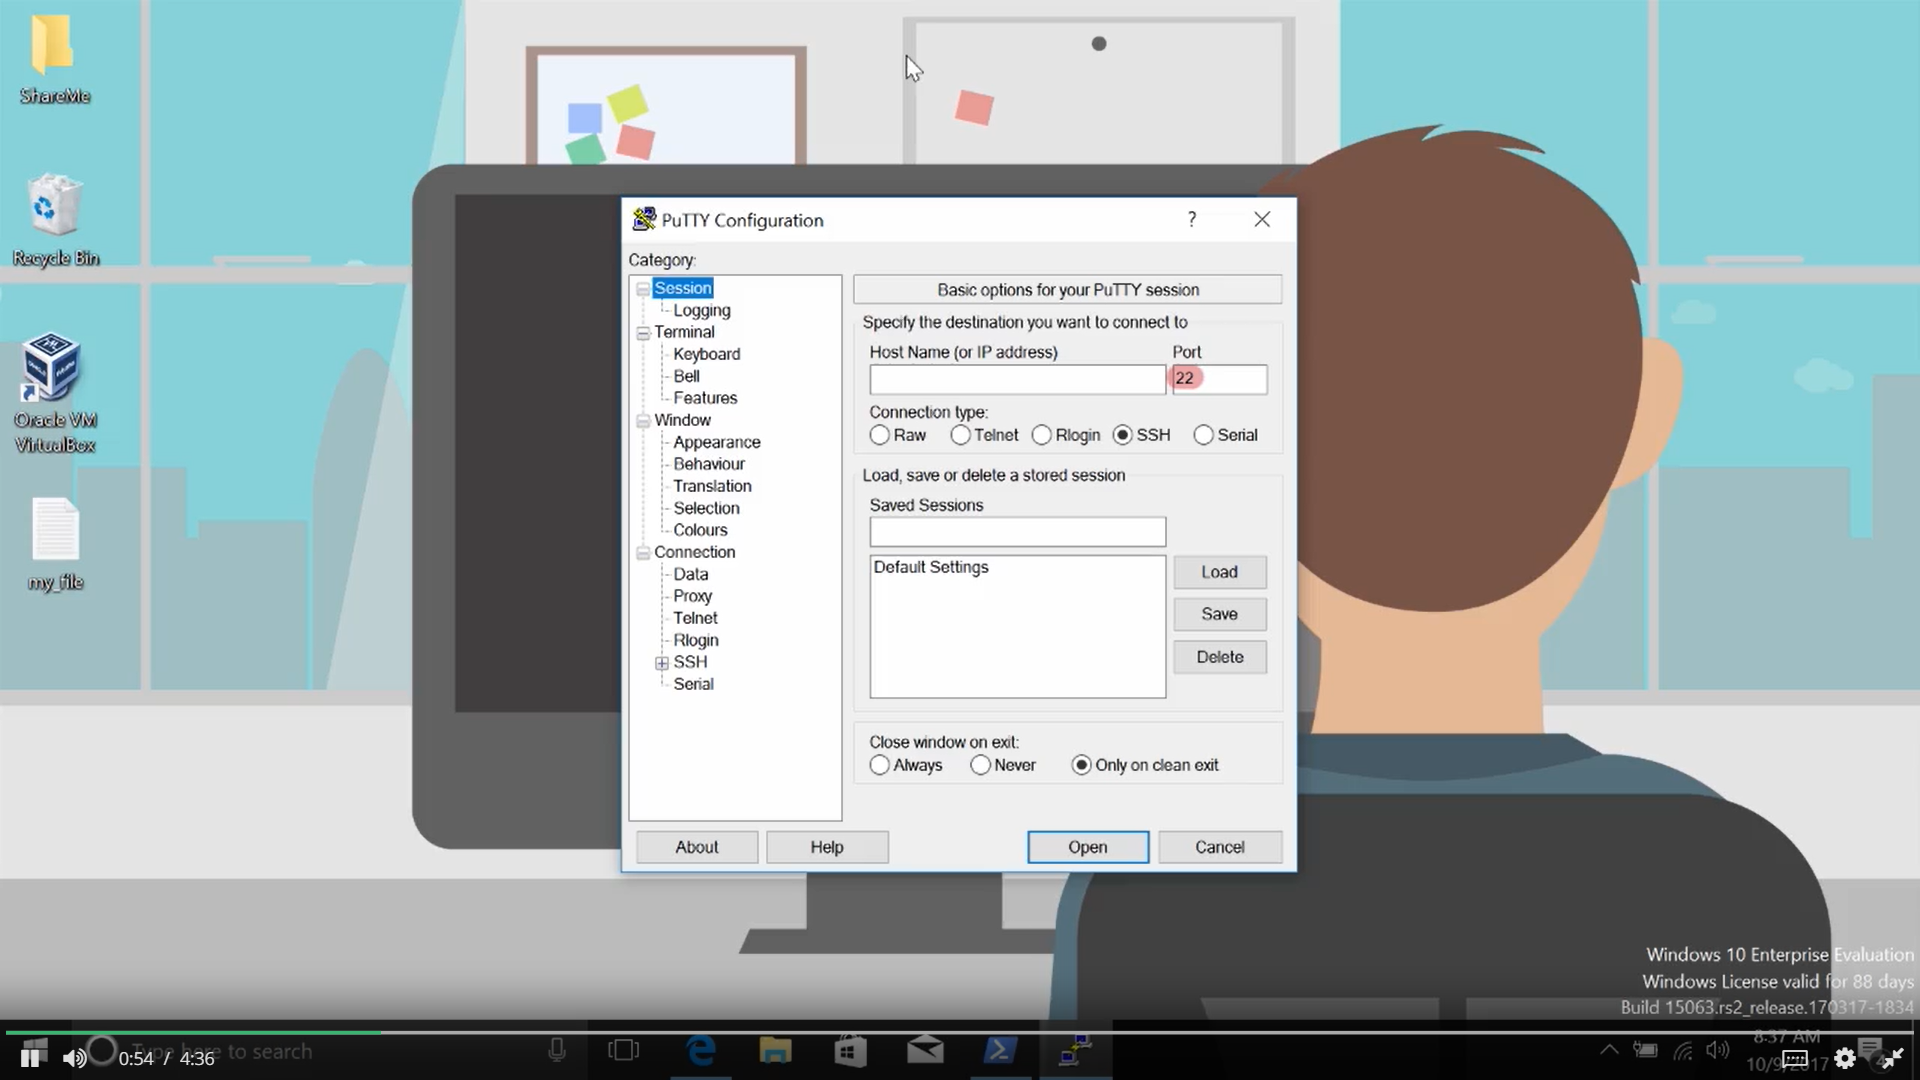 ShareMe
Recycle Bin
Oracle VM
VirtualBox
my_file
PuTTY Configuration
?
Category:
Session
Logging
Terminal
Keyboard
Bell
Features
Window
Appearance
Behaviour
Translation
Selection
Colours
Connection
Data
Proxy
Telnet
Rlogin
SSH
Serial
Basic options for your PuTTY session
Specify the destination you want to connect to
Host Name (or IP address) Port
22
Connection type:
Raw Telnet Rlogin SSH Serial
Load, save or delete a stored session
Saved Sessions
Default Settings
Load
Save
Delete
Close window on exit:
Always Never Only on clean exit
About Help Open Cancel
Windows 10 Enterprise Evaluation
Windows License valid for 88 days
Build 15063.rs2_release.170317-1834
Type here to search
0:54 / 4:36
8:37 AM
10/9/2017